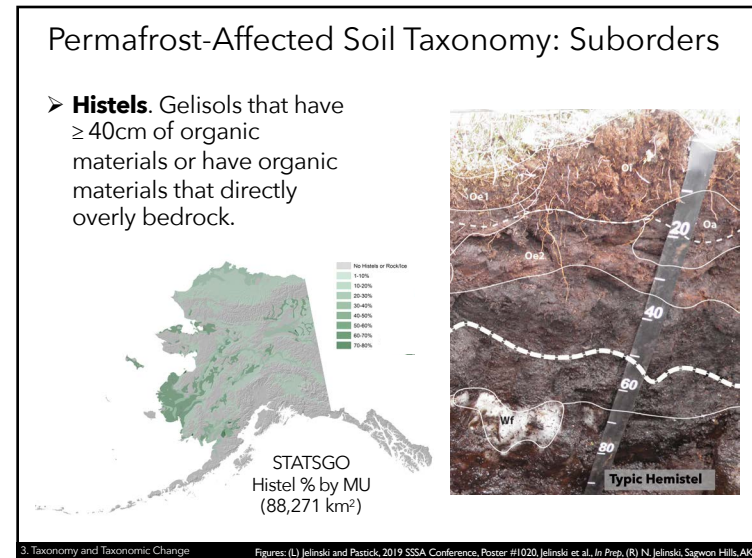 Permafrost-Affected Soil Taxonomy: Suborders
➢ Histels. Gelisols that have
≥ 40cm of organic
materials or have organic
materials that directly
overly bedrock.
No Histels or Rock/Ice
1-10%
10-20%
20-30%
30-40%
40-50%
50-60%
60-70%
70-80%
STATSGO
Histel % by MU
(88,271 km²)
Oi
Oe1
Oa
20
Oe2
40
60
Wf
80
Typic Hemistel
3. Taxonomy and Taxonomic Change
Figures: (L) Jelinski and Pastick, 2019 SSSA Conference, Poster #1020, Jelinski et al., In Prep, (R) N. Jelinski, Sagwon Hills, AK